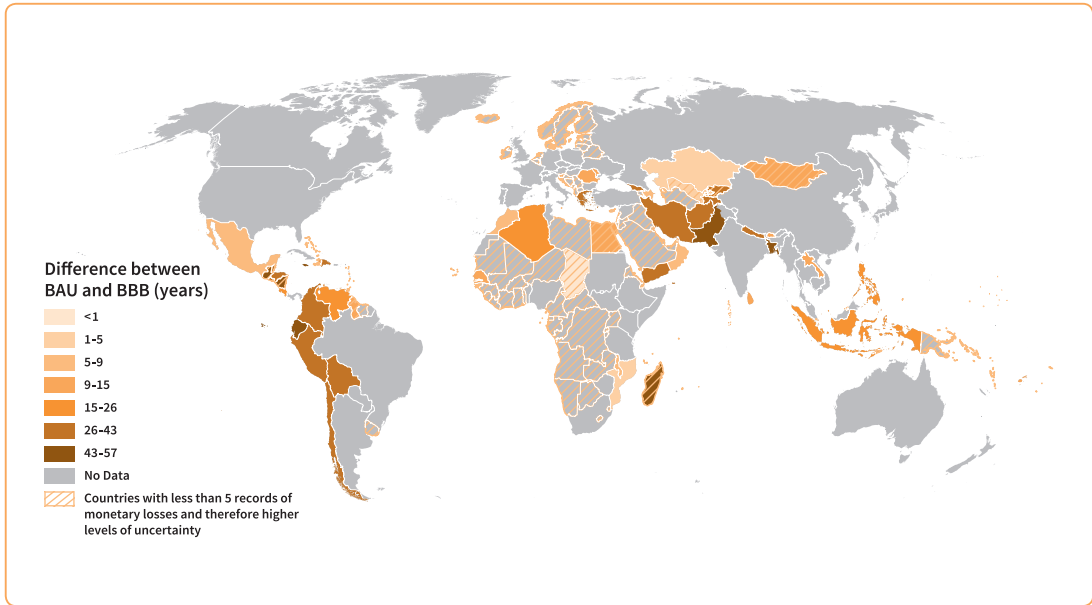 Difference between
BAU and BBB (years)
<1
1-5
5-9
9-15
15-26
26-43
43-57
No Data
Countries with less than 5 records of
monetary losses and therefore higher
levels of uncertainty